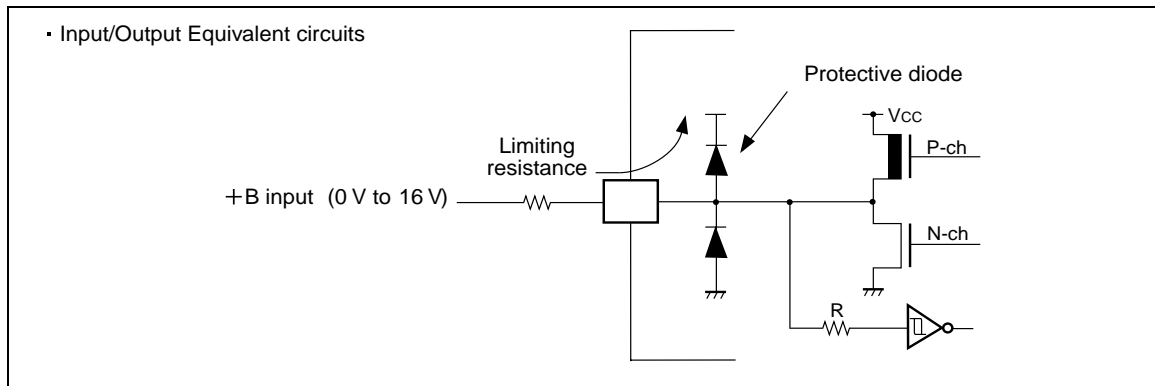 · Input/Output Equivalent circuits
Protective diode
Vcc
Limiting
resistance
P-ch
+B input (0 V to 16 V)
N-ch
R